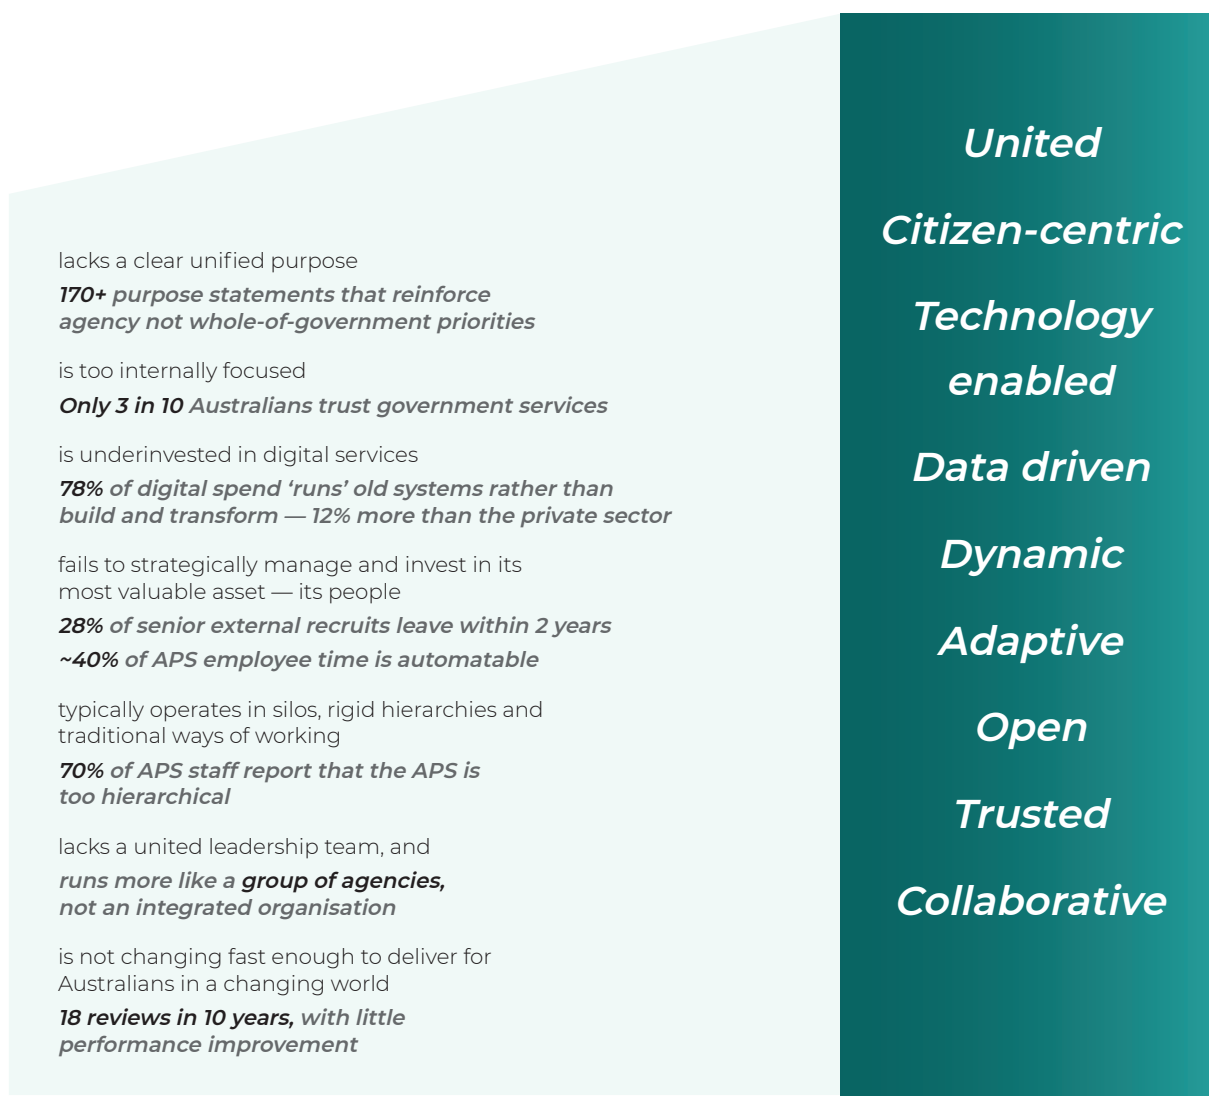 lacks a clear unified purpose
170+ purpose statements that reinforce
agency not whole-of-government priorities
is too internally focused
Only 3 in 10 Australians trust government services
is underinvested in digital services
78% of digital spend ‘runs’ old systems rather than
build and transform — 12% more than the private sector
fails to strategically manage and invest in its
most valuable asset — its people
28% of senior external recruits leave within 2 years
~40% of APS employee time is automatable
typically operates in silos, rigid hierarchies and
traditional ways of working
70% of APS staff report that the APS is
too hierarchical
lacks a united leadership team, and
runs more like a group of agencies,
not an integrated organisation
is not changing fast enough to deliver for
Australians in a changing world
18 reviews in 10 years, with little
performance improvement
United
Citizen-centric
Technology
enabled
Data driven
Dynamic
Adaptive
Open
Trusted
Collaborative